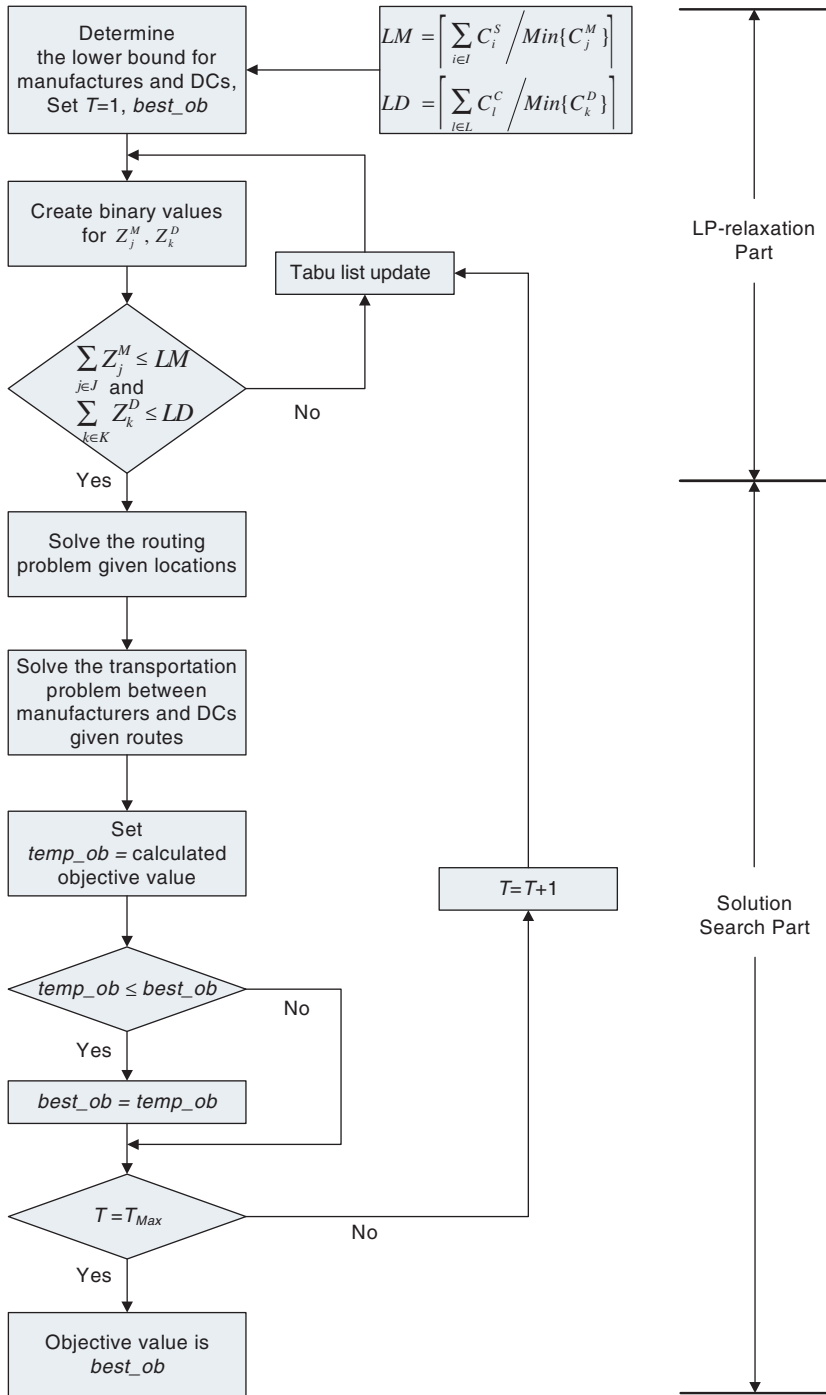 Determine
the lower bound for
manufactures and DCs,
Set T=1, best_ob
LM = ⌈ ∑_{i∈I} C_i^S / Min{C_j^M} ⌉
LD = ⌈ ∑_{l∈L} C_l^C / Min{C_k^D} ⌉
Create binary values
for Z_j^M, Z_k^D
Tabu list update
LP-relaxation
Part
∑_{j∈J} Z_j^M ≤ LM
and
∑_{k∈K} Z_k^D ≤ LD
No
Yes
Solve the routing
problem given locations
Solve the transportation
problem between
manufacturers and DCs
given routes
Set
temp_ob = calculated
objective value
T=T+1
Solution
Search Part
temp_ob ≤ best_ob
No
Yes
best_ob = temp_ob
T=T_{Max}
No
Yes
Objective value is
best_ob